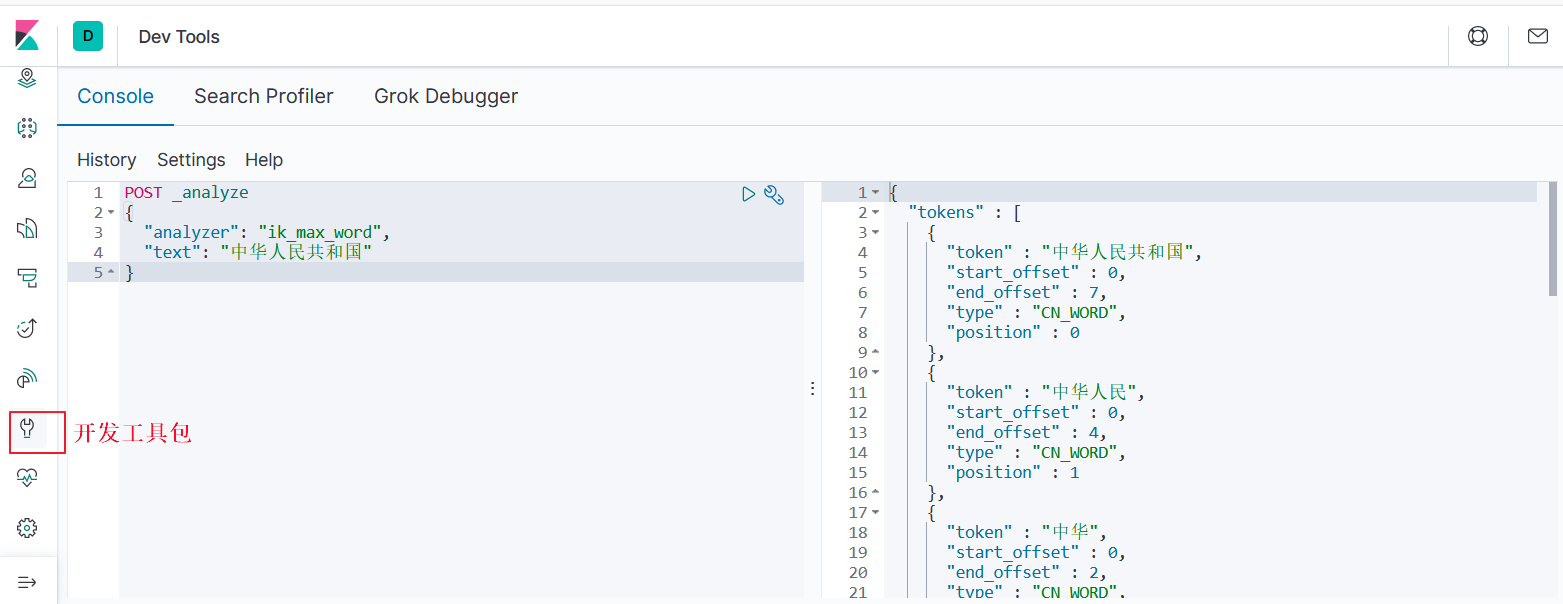 D Dev Tools
Console Search Profiler Grok Debugger
History Settings Help
1 POST _analyze
2 {
3 "analyzer": "ik_max_word",
4 "text": "中华人民共和国"
5 }
1 {
2 "tokens" : [
3 {
4 "token" : "中华人民共和国",
5 "start_offset" : 0,
6 "end_offset" : 7,
7 "type" : "CN_WORD",
8 "position" : 0
9 },
10 {
11 "token" : "中华人民",
12 "start_offset" : 0,
13 "end_offset" : 4,
14 "type" : "CN_WORD",
15 "position" : 1
16 },
17 {
18 "token" : "中华",
19 "start_offset" : 0,
20 "end_offset" : 2,
21 "type" : "CN_WORD",
开发工具包